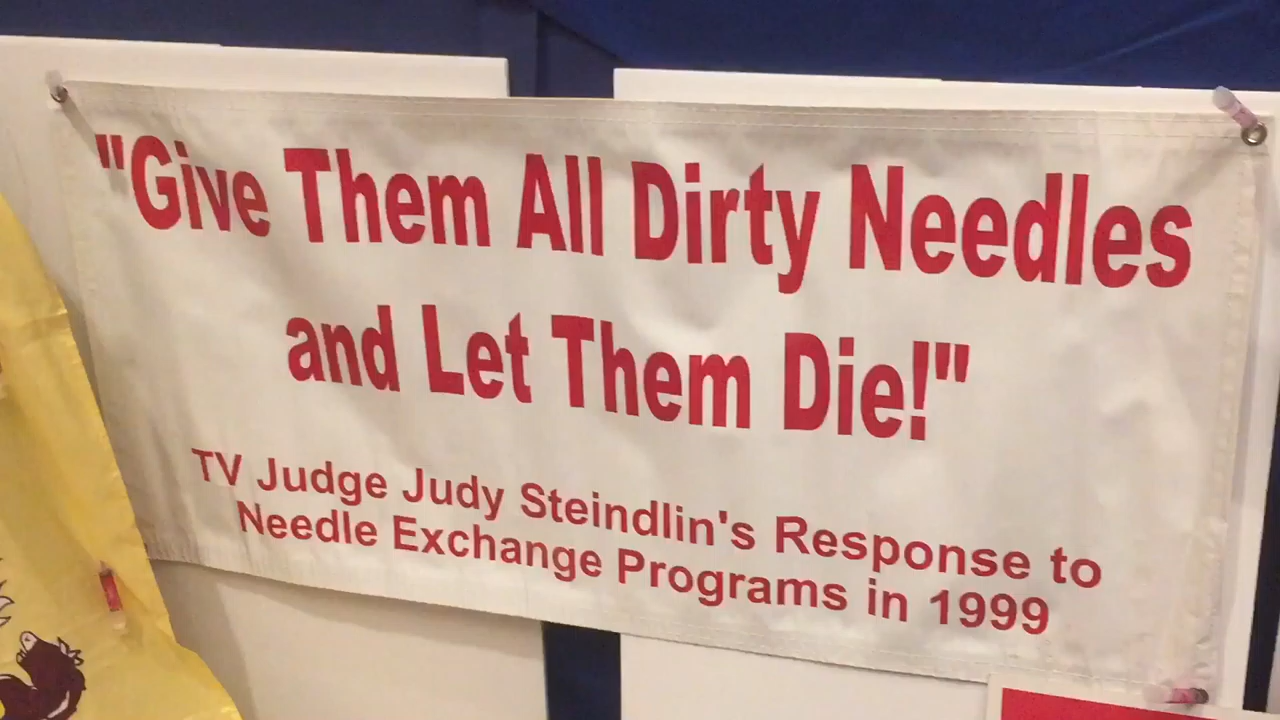 "Give Them All Dirty Needles
and Let Them Die!"
TV Judge Judy Steindlin's Response to
Needle Exchange Programs in 1999